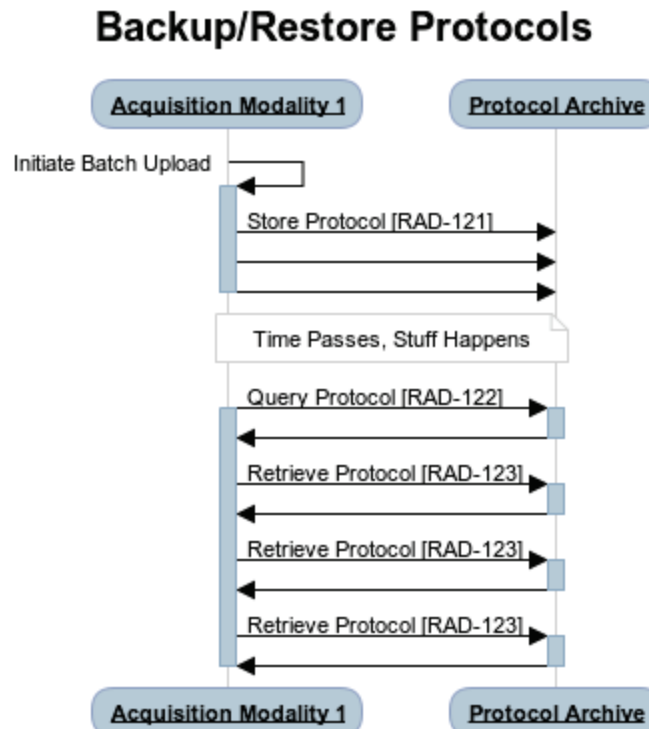 Backup/Restore Protocols
Acquisition Modality 1 Protocol Archive
Initiate Batch Upload
Store Protocol [RAD-121]
Time Passes, Stuff Happens
Query Protocol [RAD-122]
Retrieve Protocol [RAD-123]
Retrieve Protocol [RAD-123]
Retrieve Protocol [RAD-123]
Acquisition Modality 1 Protocol Archive